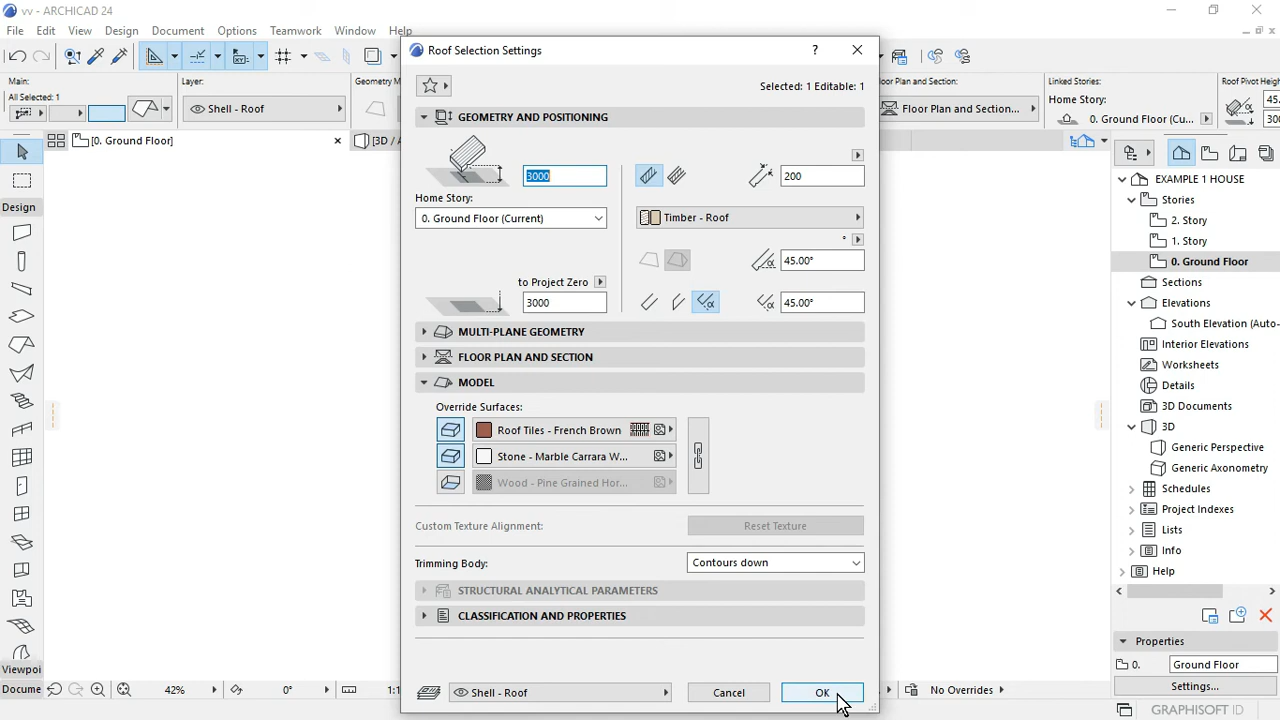 vv - ARCHICAD 24
File Edit View Design Document Options Teamwork Window Help
Roof Selection Settings
?
Selected: 1 Editable: 1
Main:
All Selected: 1
Layer:
Shell - Roof
Geometry M
Floor Plan and Section:
Floor Plan and Section...
Linked Stories:
Home Story:
0. Ground Floor (Cu...
Roof Pivot Heigh
45.
300
[0. Ground Floor]
[3D / A
GEOMETRY AND POSITIONING
3000
200
Home Story:
0. Ground Floor (Current)
Timber - Roof
45.00°
to Project Zero
3000
45.00°
MULTI-PLANE GEOMETRY
FLOOR PLAN AND SECTION
MODEL
Override Surfaces:
Roof Tiles - French Brown
Stone - Marble Carrara W...
Wood - Pine Grained Hor...
Custom Texture Alignment:
Reset Texture
Trimming Body:
Contours down
STRUCTURAL ANALYTICAL PARAMETERS
CLASSIFICATION AND PROPERTIES
Shell - Roof
Cancel
OK
Design
Viewpoi
Docume
42%
0°
1:1
No Overrides
EXAMPLE 1 HOUSE
Stories
2. Story
1. Story
0. Ground Floor
Sections
Elevations
South Elevation (Auto-
Interior Elevations
Worksheets
Details
3D Documents
3D
Generic Perspective
Generic Axonometry
Schedules
Project Indexes
Lists
Info
Help
Properties
0.
Ground Floor
Settings...
GRAPHISOFT ID